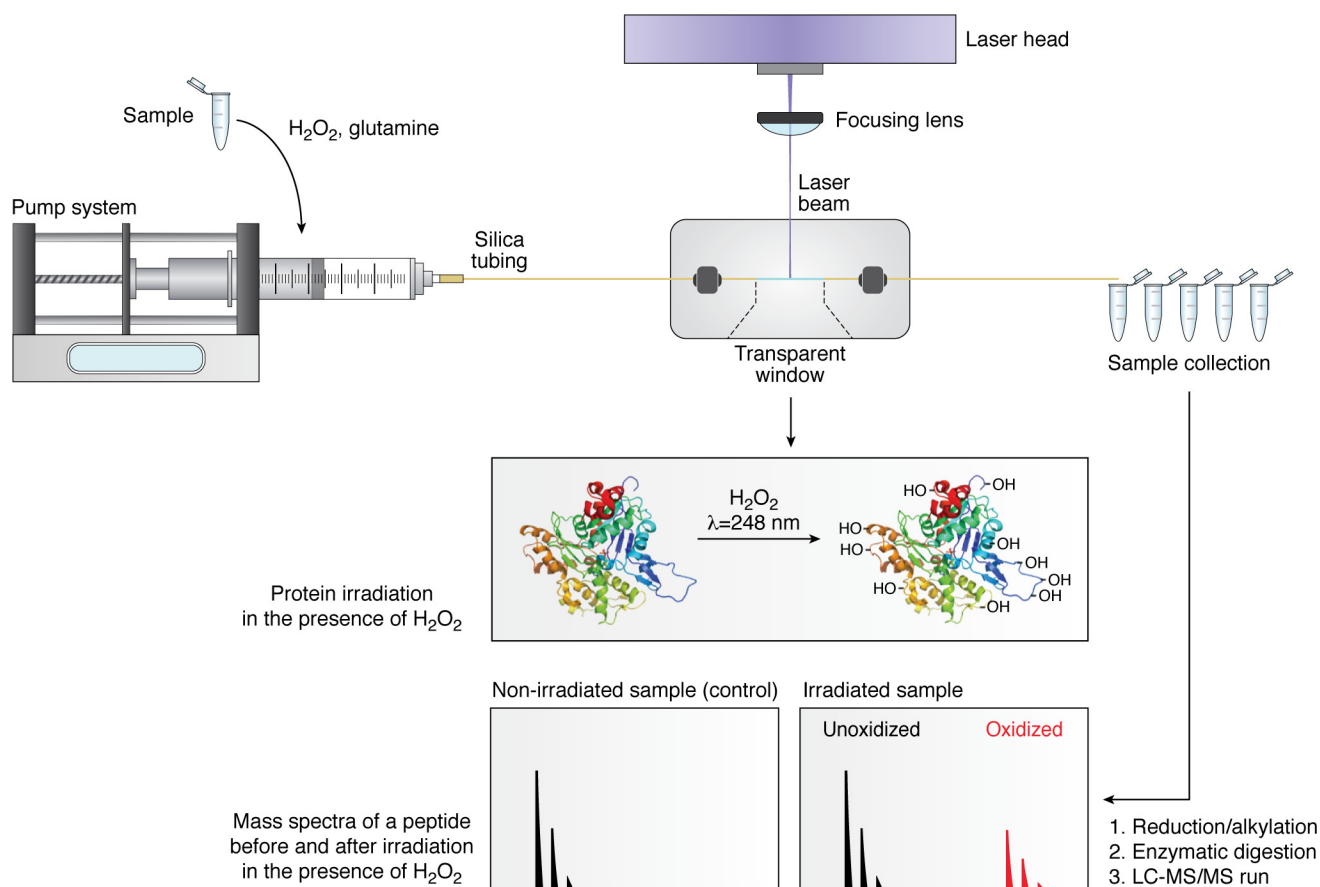 Laser head
Sample
H₂O₂, glutamine
Focusing lens
Pump system
Laser
beam
Silica
tubing
Transparent
window
Sample collection
H₂O₂
λ=248 nm
HO
OH
HO
HO
OH
OH
OH
HO
OH
OH
Protein irradiation
in the presence of H₂O₂
Non-irradiated sample (control)
Irradiated sample
Unoxidized
Oxidized
Mass spectra of a peptide
before and after irradiation
in the presence of H₂O₂
1. Reduction/alkylation
2. Enzymatic digestion
3. LC-MS/MS run